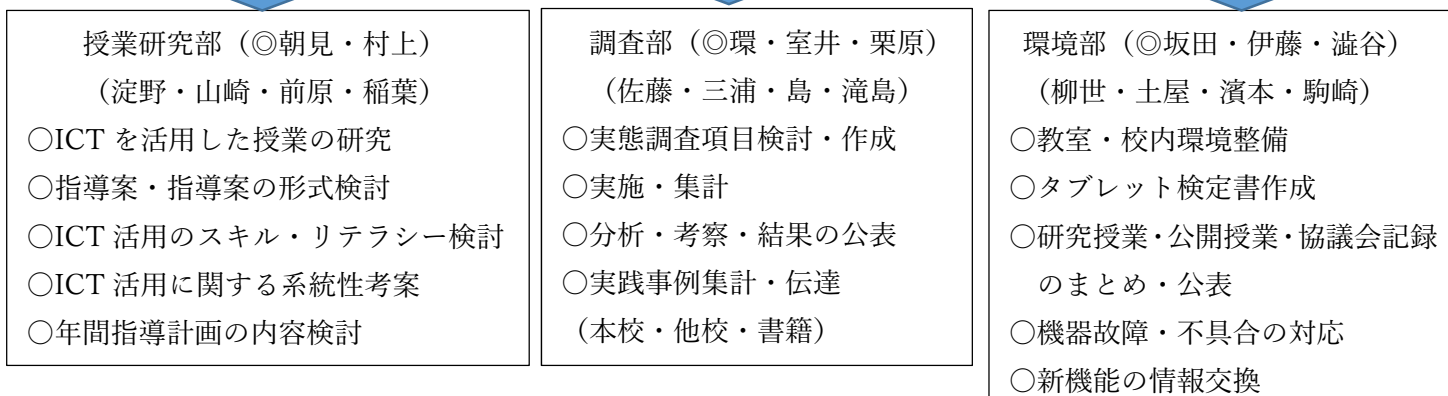 授業研究部（◎朝見・村上）
（淀野・山崎・前原・稲葉）
○ICT を活用した授業の研究
○指導案・指導案の形式検討
○ICT 活用のスキル・リテラシー検討
○ICT 活用に関する系統性考案
○年間指導計画の内容検討
調査部（◎環・室井・栗原）
（佐藤・三浦・島・滝島）
○実態調査項目検討・作成
○実施・集計
○分析・考察・結果の公表
○実践事例集計・伝達
（本校・他校・書籍）
環境部（◎坂田・伊藤・澁谷）
（柳世・土屋・濱本・駒崎）
○教室・校内環境整備
○タブレット検定書作成
○研究授業・公開授業・協議会記録
のまとめ・公表
○機器故障・不具合の対応
○新機能の情報交換